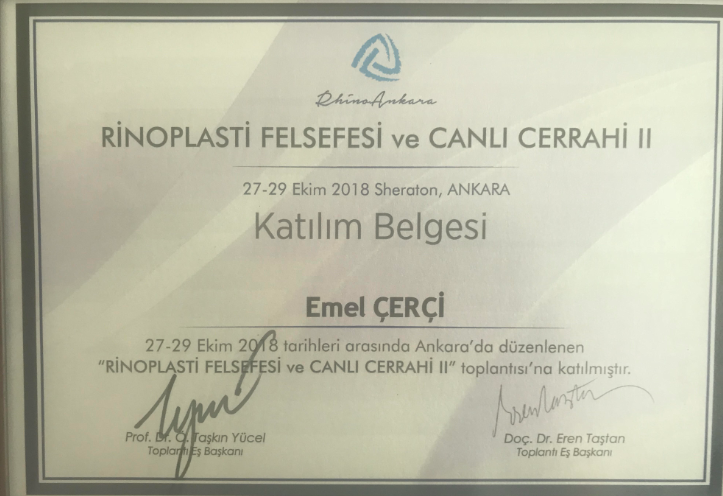 RhinoAnkara
RİNOPLASTİ FELSEFESİ ve CANLI CERRAHİ II
27-29 Ekim 2018 Sheraton, ANKARA
Katılım Belgesi
Emel ÇERÇİ
27-29 Ekim 2018 tarihleri arasında Ankara'da düzenlenen
"RİNOPLASTİ FELSEFESİ ve CANLI CERRAHİ II" toplantısı'na katılmıştır.
Prof. Dr. Ö. Taşkın Yücel
Toplantı Eş Başkanı
Doç. Dr. Eren Taştan
Toplantı Eş Başkanı